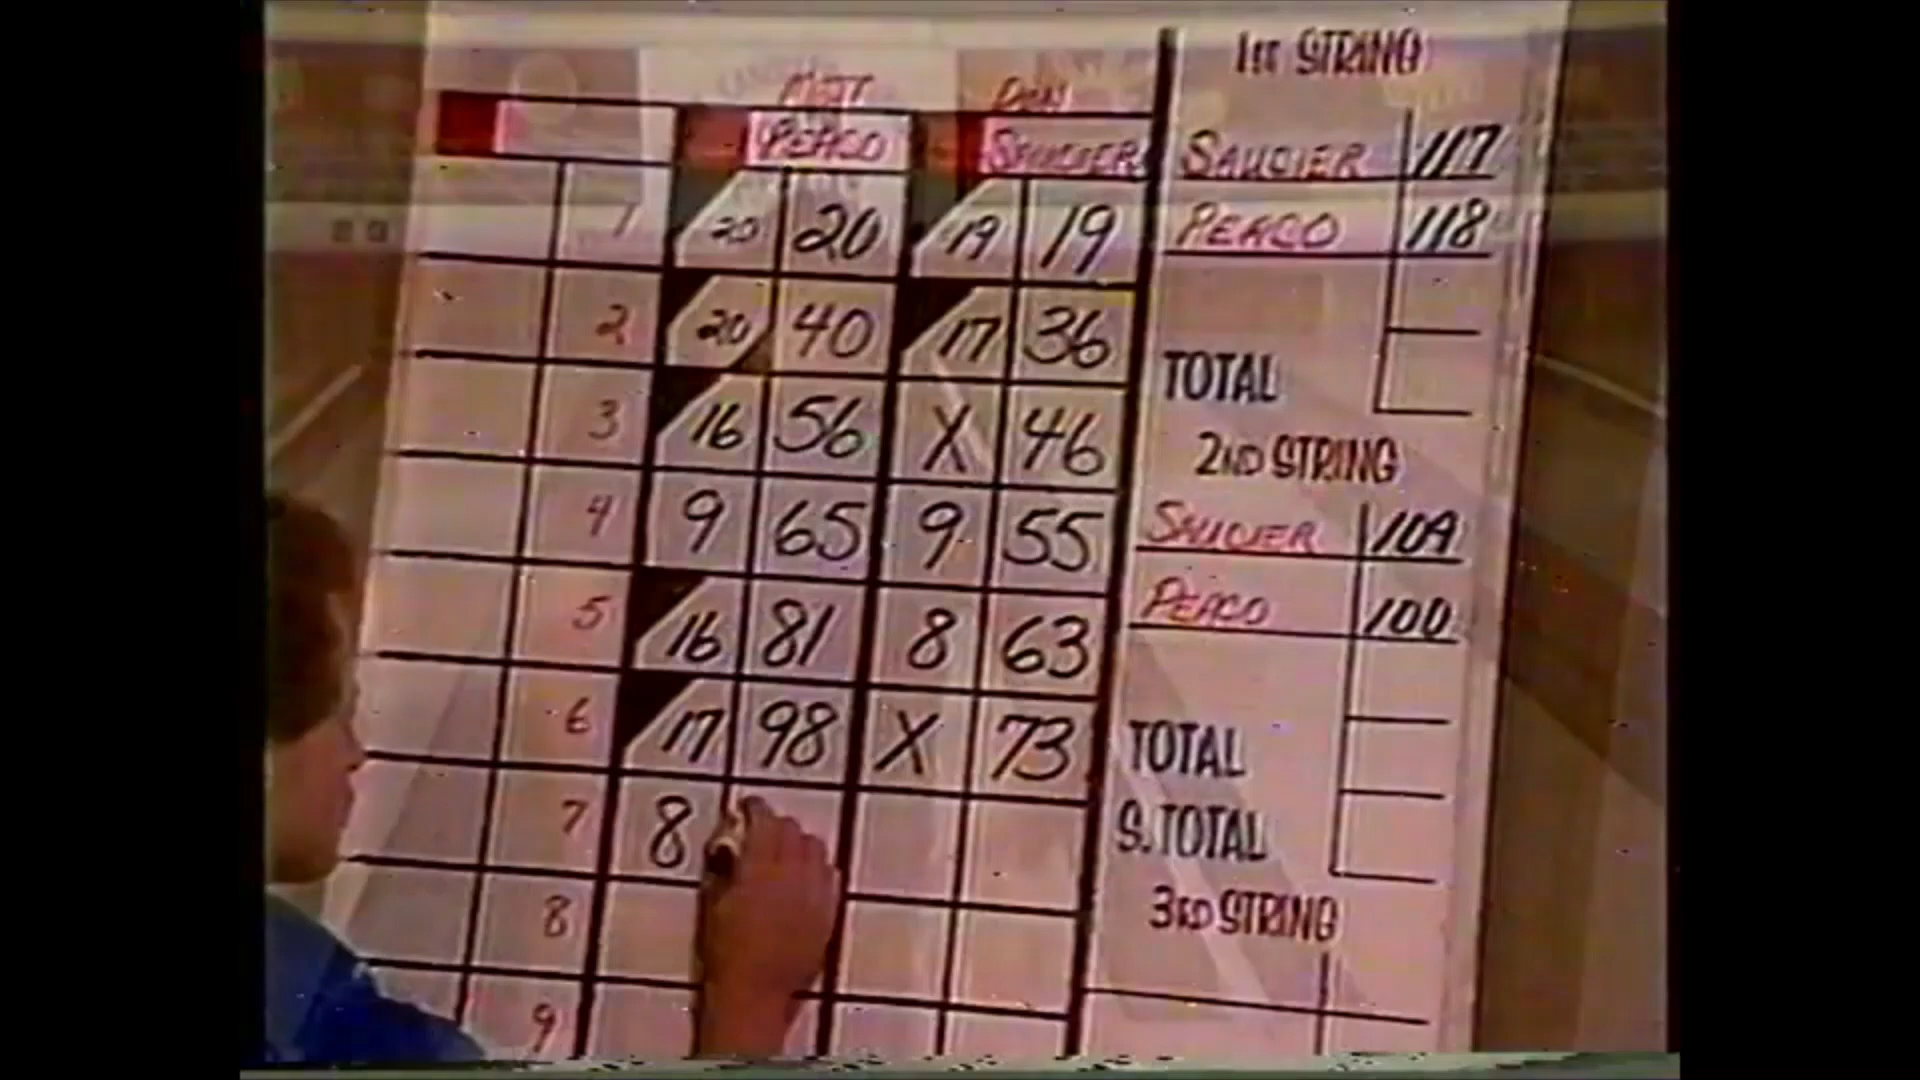 MATT DAN
PEACO SAUCIER
1 20 20 19 19
2 20 40 17 36
3 16 56 X 46
4 9 65 9 55
5 16 81 8 63
6 17 98 X 73
7 8
8
9
1ST STRING
SAUCIER 117
PEACO 118
TOTAL
2ND STRING
SAUCIER 109
PEACO 100
TOTAL
S. TOTAL
3RD STRING